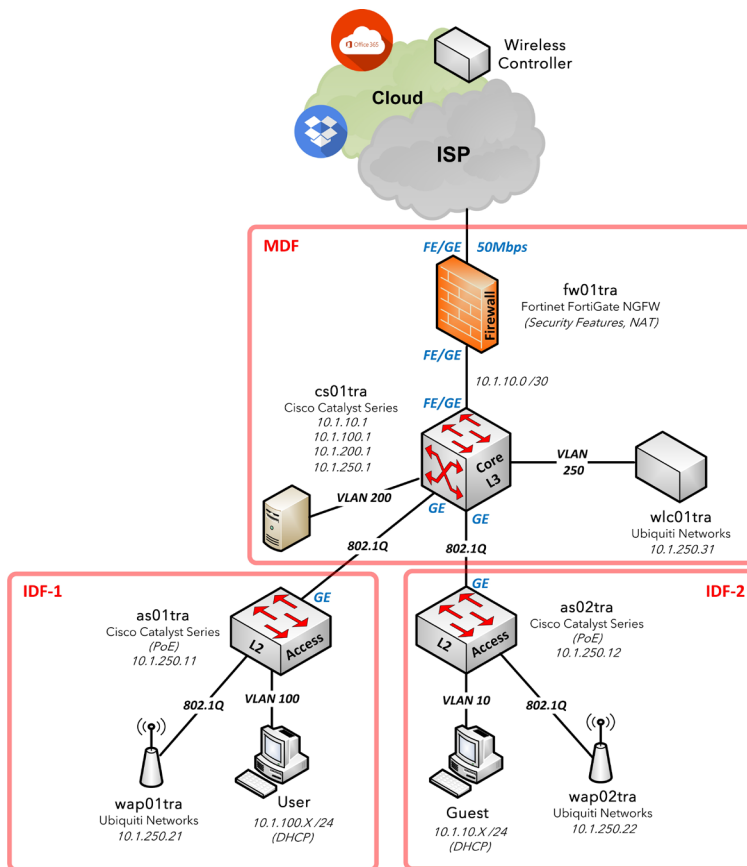 Office 365
Wireless
Controller
Cloud
ISP
MDF
FE/GE 50Mbps
Firewall
fw01tra
Fortinet FortiGate NGFW
(Security Features, NAT)
FE/GE
10.1.10.0 /30
cs01tra
Cisco Catalyst Series
10.1.10.1
10.1.100.1
10.1.200.1
10.1.250.1
FE/GE
Core
L3
VLAN
250
wlc01tra
Ubiquiti Networks
10.1.250.31
VLAN 200
GE
GE
802.1Q
802.1Q
IDF-1
as01tra
Cisco Catalyst Series
(PoE)
10.1.250.11
GE
L2
Access
802.1Q
VLAN 100
wap01tra
Ubiquiti Networks
10.1.250.21
User
10.1.100.X /24
(DHCP)
IDF-2
GE
as02tra
Cisco Catalyst Series
(PoE)
10.1.250.12
L2
Access
VLAN 10
802.1Q
Guest
10.1.10.X /24
(DHCP)
wap02tra
Ubiquiti Networks
10.1.250.22